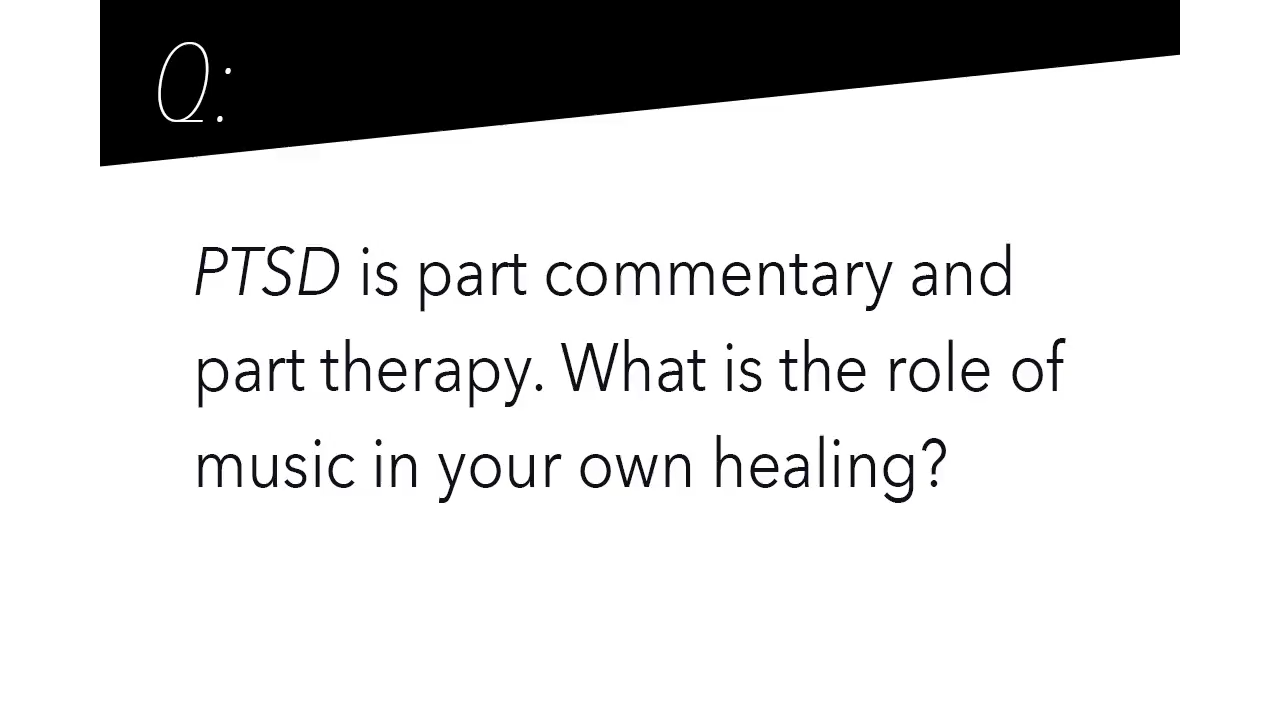 Q:
PTSD is part commentary and
part therapy. What is the role of
music in your own healing?